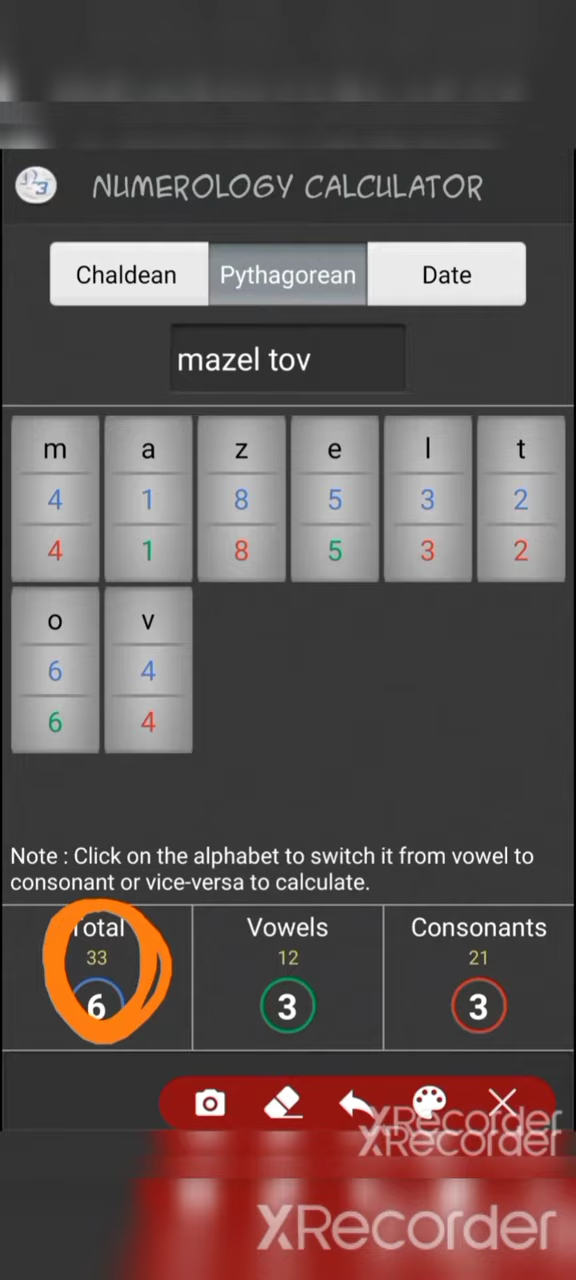 NUMEROLOGY CALCULATOR
Chaldean Pythagorean Date
mazel tov
m a z e l t
4 1 8 5 3 2
4 1 8 5 3 2
o v
6 4
6 4
Note : Click on the alphabet to switch it from vowel to
consonant or vice-versa to calculate.
Total Vowels Consonants
33 12 21
6 3 3
XRecorder
XRecorder
XRecorder